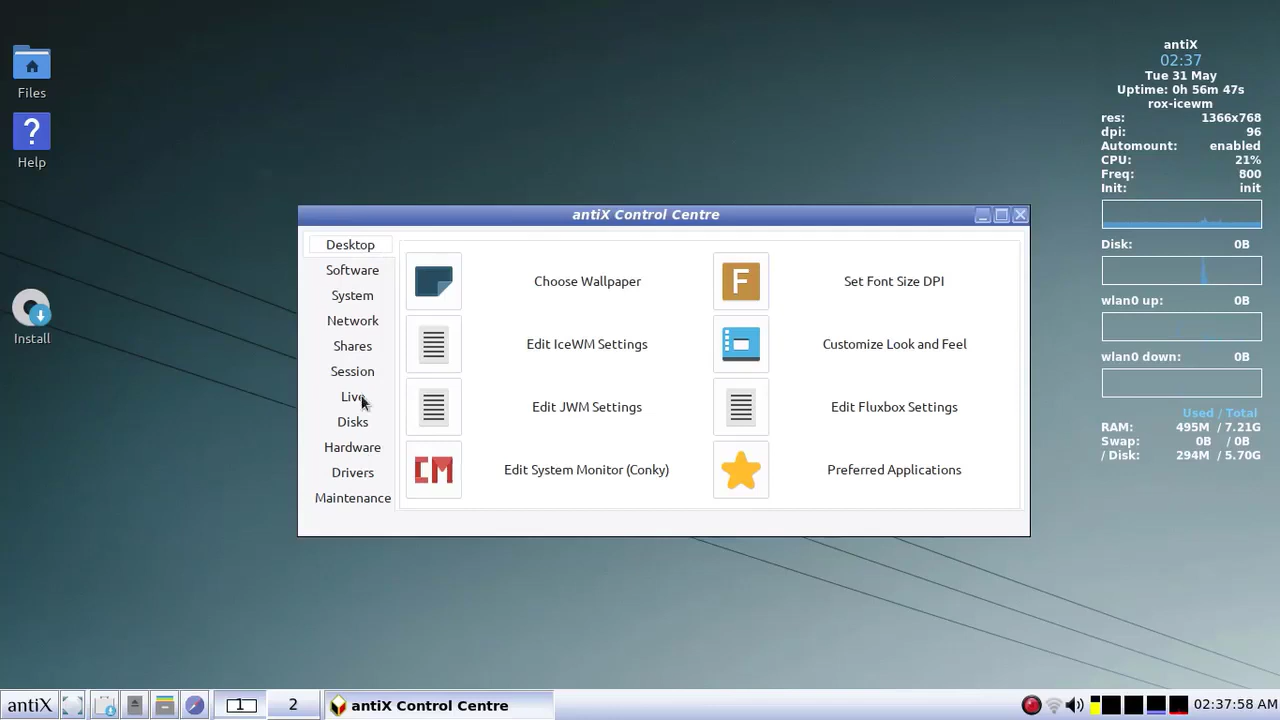 Files
?
Help
Install
antiX
02:37
Tue 31 May
Uptime: 0h 56m 47s
rox-icewm
res: 1366x768
dpi: 96
Automount: enabled
CPU: 21%
Freq: 800
Init: init
Disk: 0B
wlan0 up: 0B
wlan0 down: 0B
Used / Total
RAM: 495M / 7.21G
Swap: 0B / 0B
/ Disk: 294M / 5.70G
antiX Control Centre
Desktop
Software
System
Network
Shares
Session
Live
Disks
Hardware
Drivers
Maintenance
Choose Wallpaper
F
Set Font Size DPI
Edit IceWM Settings
Customize Look and Feel
Edit JWM Settings
Edit Fluxbox Settings
CM
Edit System Monitor (Conky)
Preferred Applications
antiX
1
2
antiX Control Centre
02:37:58 AM